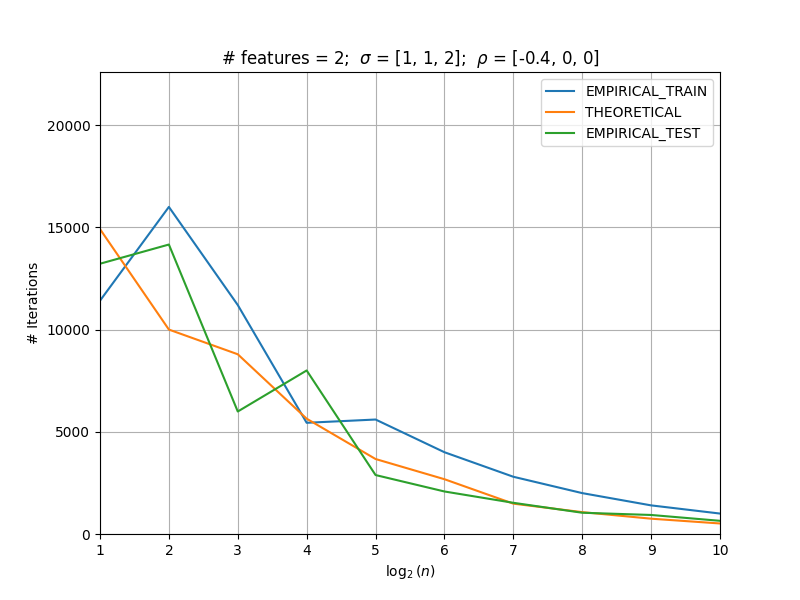 # features = 2; σ = [1, 1, 2]; ρ = [-0.4, 0, 0]
EMPIRICAL_TRAIN
THEORETICAL
EMPIRICAL_TEST
# Iterations
20000
15000
10000
5000
0
1 2 3 4 5 6 7 8 9 10
log₂(n)